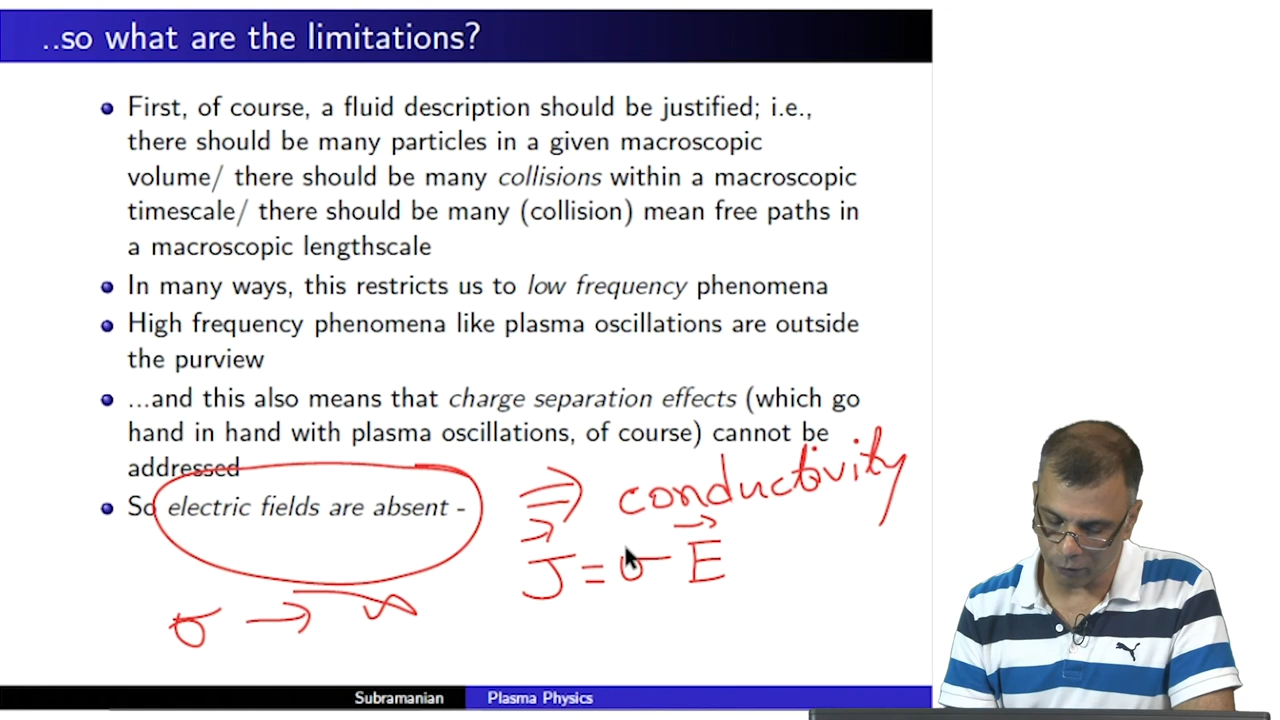 ..so what are the limitations?
First, of course, a fluid description should be justified; i.e.,
there should be many particles in a given macroscopic
volume/ there should be many collisions within a macroscopic
timescale/ there should be many (collision) mean free paths in
a macroscopic lengthscale
In many ways, this restricts us to low frequency phenomena
High frequency phenomena like plasma oscillations are outside
the purview
...and this also means that charge separation effects (which go
hand in hand with plasma oscillations, of course) cannot be
addressed
So electric fields are absent -
⇒ conductivity
J⃗ = σ E⃗
σ → ∞
Subramanian Plasma Physics